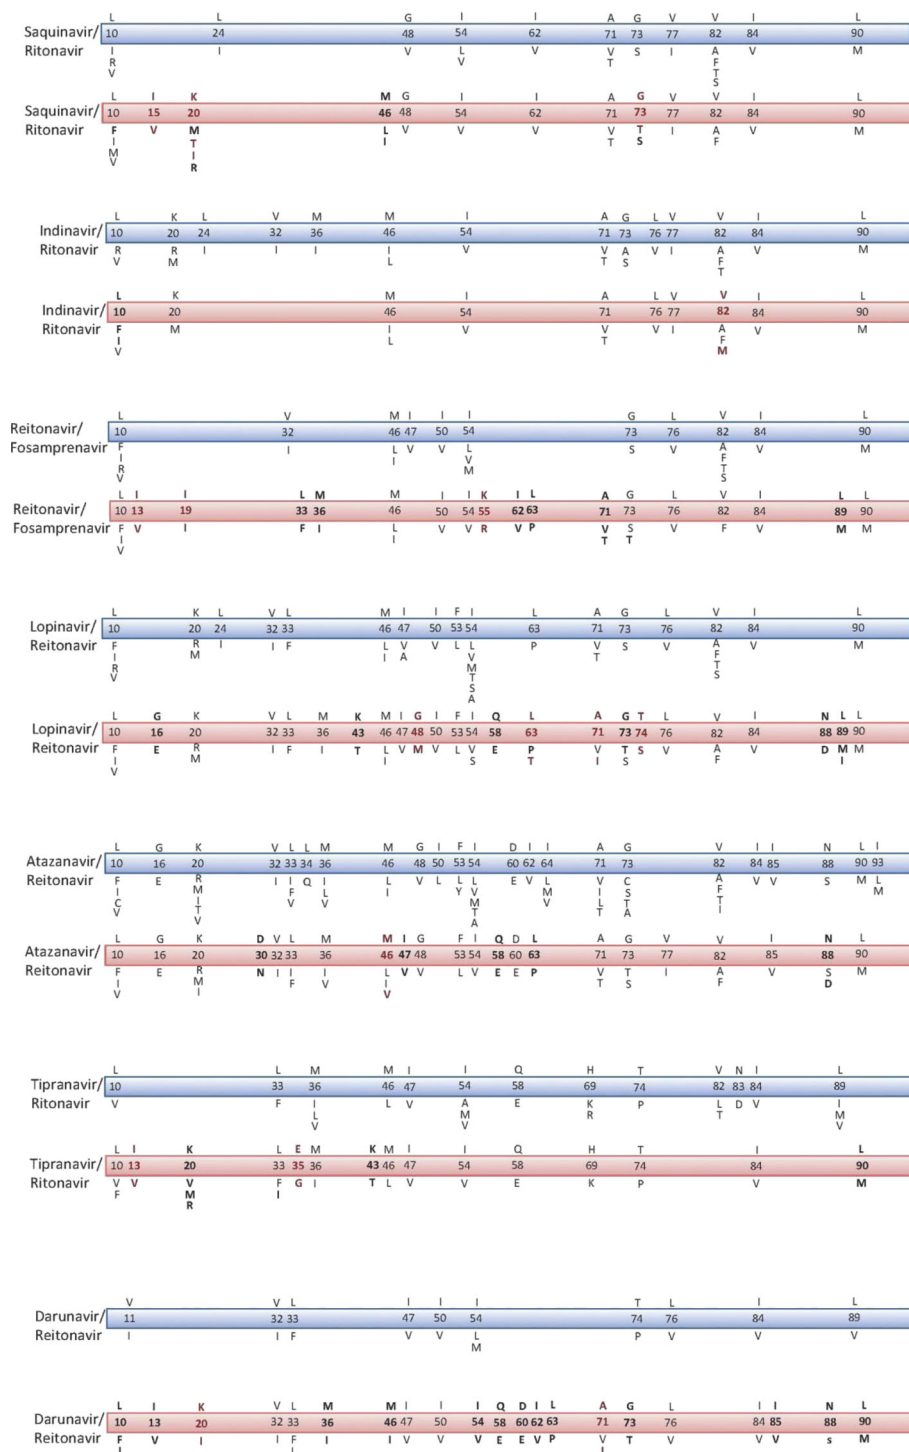 L L G I I A G V V I L
Saquinavir/ 10 24 48 54 62 71 73 77 82 84 90
Ritonavir I I V L V V S I A V M
R V T F
V T
S
L I K M G I I A G V V I L
Saquinavir/ 10 15 20 46 48 54 62 71 73 77 82 84 90
Ritonavir F V M L V V V V T I A V M
I T I T S F
M I
V R
L K L V M M I A G L V V I L
Indinavir/ 10 20 24 32 36 46 54 71 73 76 77 82 84 90
Ritonavir R R I I I I V V A V I A V M
V M L T S F
T
L K M I A L V V I L
Indinavir/ 10 20 46 54 71 76 77 82 84 90
Ritonavir F M I V V V I A V M
I L T F
V M
L V M I I I G L V I L
Reitonavir/ 10 32 46 47 50 54 73 76 82 84 90
Fosamprenavir F I L V V L S V A V M
I I V F
R M T
V S
L I I L M M I I K I L A G L V I L L
Reitonavir/ 10 13 19 33 36 46 50 54 55 62 63 71 73 76 82 84 89 90
Fosamprenavir F V I F I L V V R V P V S V F V M M
I I T T
V
L K L V L M I I F I L A G L V I L
Lopinavir/ 10 20 24 32 33 46 47 50 53 54 63 71 73 76 82 84 90
Reitonavir F R I I F L V V L L P V S V A V M
I M I A V T F
R M T
V T S
S
A
L G K V L M K M I G I F I Q L A G T L V I N L L
Lopinavir/ 10 16 20 32 33 36 43 46 47 48 50 53 54 58 63 71 73 74 76 82 84 88 89 90
Reitonavir F E R I F I T L V M V L V E P V T S V A V D M M
I M I S T I S F I
V
L G K V L L M M G I F I D I I A G V I I N L I
Atazanavir/ 10 16 20 32 33 34 36 46 48 50 53 54 60 62 64 71 73 82 84 85 88 90 93
Reitonavir F E R I I Q I L V L L L E V L V C A V V S M L
I M F L I Y V M I S F M
C I V V M V L T T
V T T T A I
V A
L G K D V L M M I G F I Q D L A G V V I N L
Atazanavir/ 10 16 20 30 32 33 36 46 47 48 53 54 58 60 63 71 73 77 82 85 88 90
Reitonavir F E R N I I I L V V L V E E P V T I A V S M
I M F V I T S F D
V I V
L L M M I I Q H T V N I L
Tipranavir/ 10 33 36 46 47 54 58 69 74 82 83 84 89
Ritonavir V F I L V A E K P L D V I
L M R T M
V V V
L I K L E M K M I I Q H T I L
Tipranavir/ 10 13 20 33 35 36 43 46 47 54 58 69 74 84 90
Ritonavir V V V F G I T L V V E K P V M
F M I
R
V V L I I I T L I L
Darunavir/ 11 32 33 47 50 54 74 76 84 89
Reitonavir I I F V V L P V V V
M
L I K V L M M I I I Q D I L A G L I I N L
Darunavir/ 10 13 20 32 33 36 46 47 50 54 58 60 62 63 71 73 76 84 85 88 90
Reitonavir F V I I F I I V V V E E V P V T V V V s M